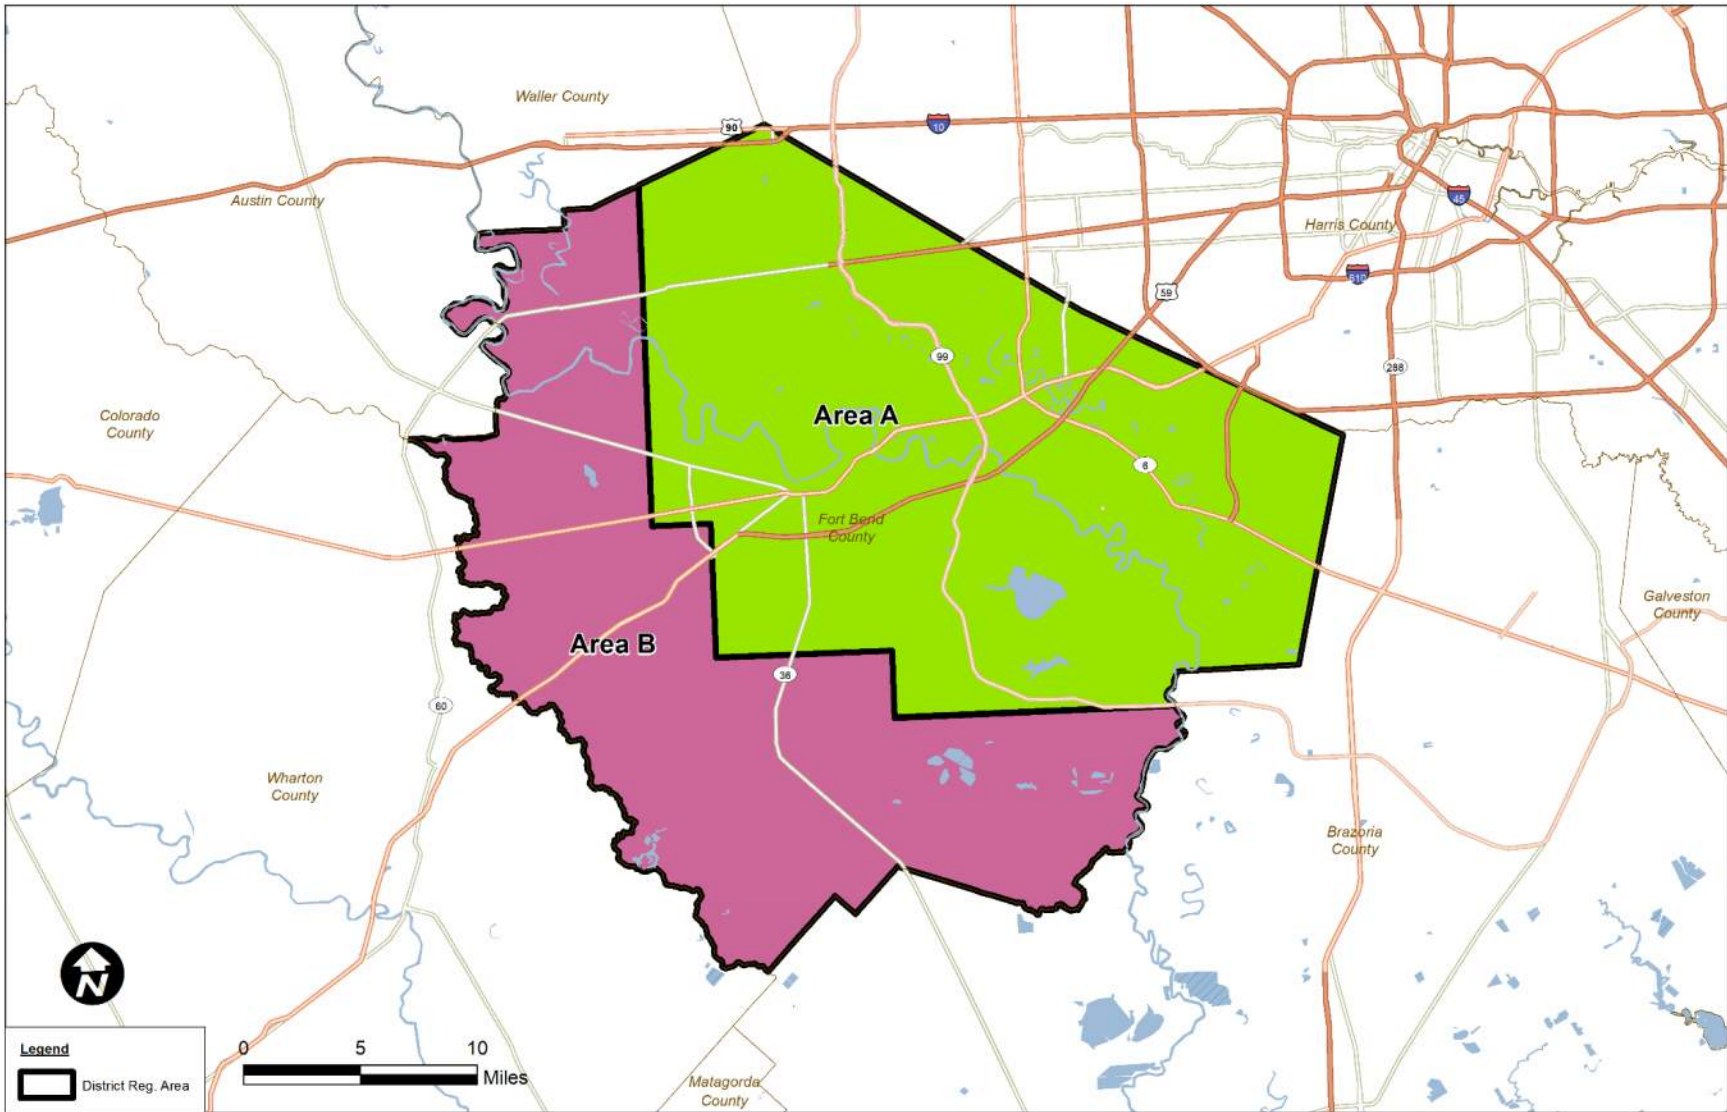 Waller County
90
10
Austin County
45
Harris County
610
59
99
288
Colorado
County
Area A
6
Fort Bend
County
Galveston
County
Area B
36
60
Wharton
County
Brazoria
County
N
Legend
District Reg. Area
0 5 10
Miles
Matagorda
County